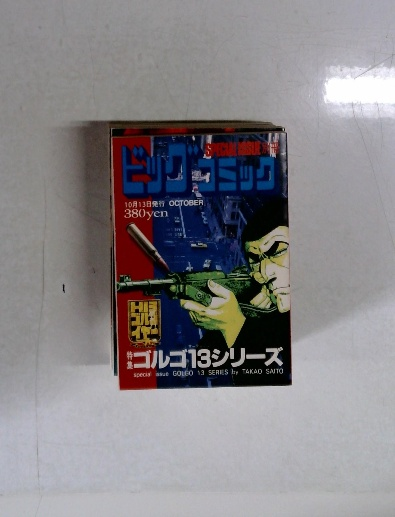 SPECIAL ISSUE
ビッグコミック
10月13日発行 OCTOBER
380yen
特集 ゴルゴ13シリーズ
special issue GOLGO 13 SERIES by TAKAO SAITO